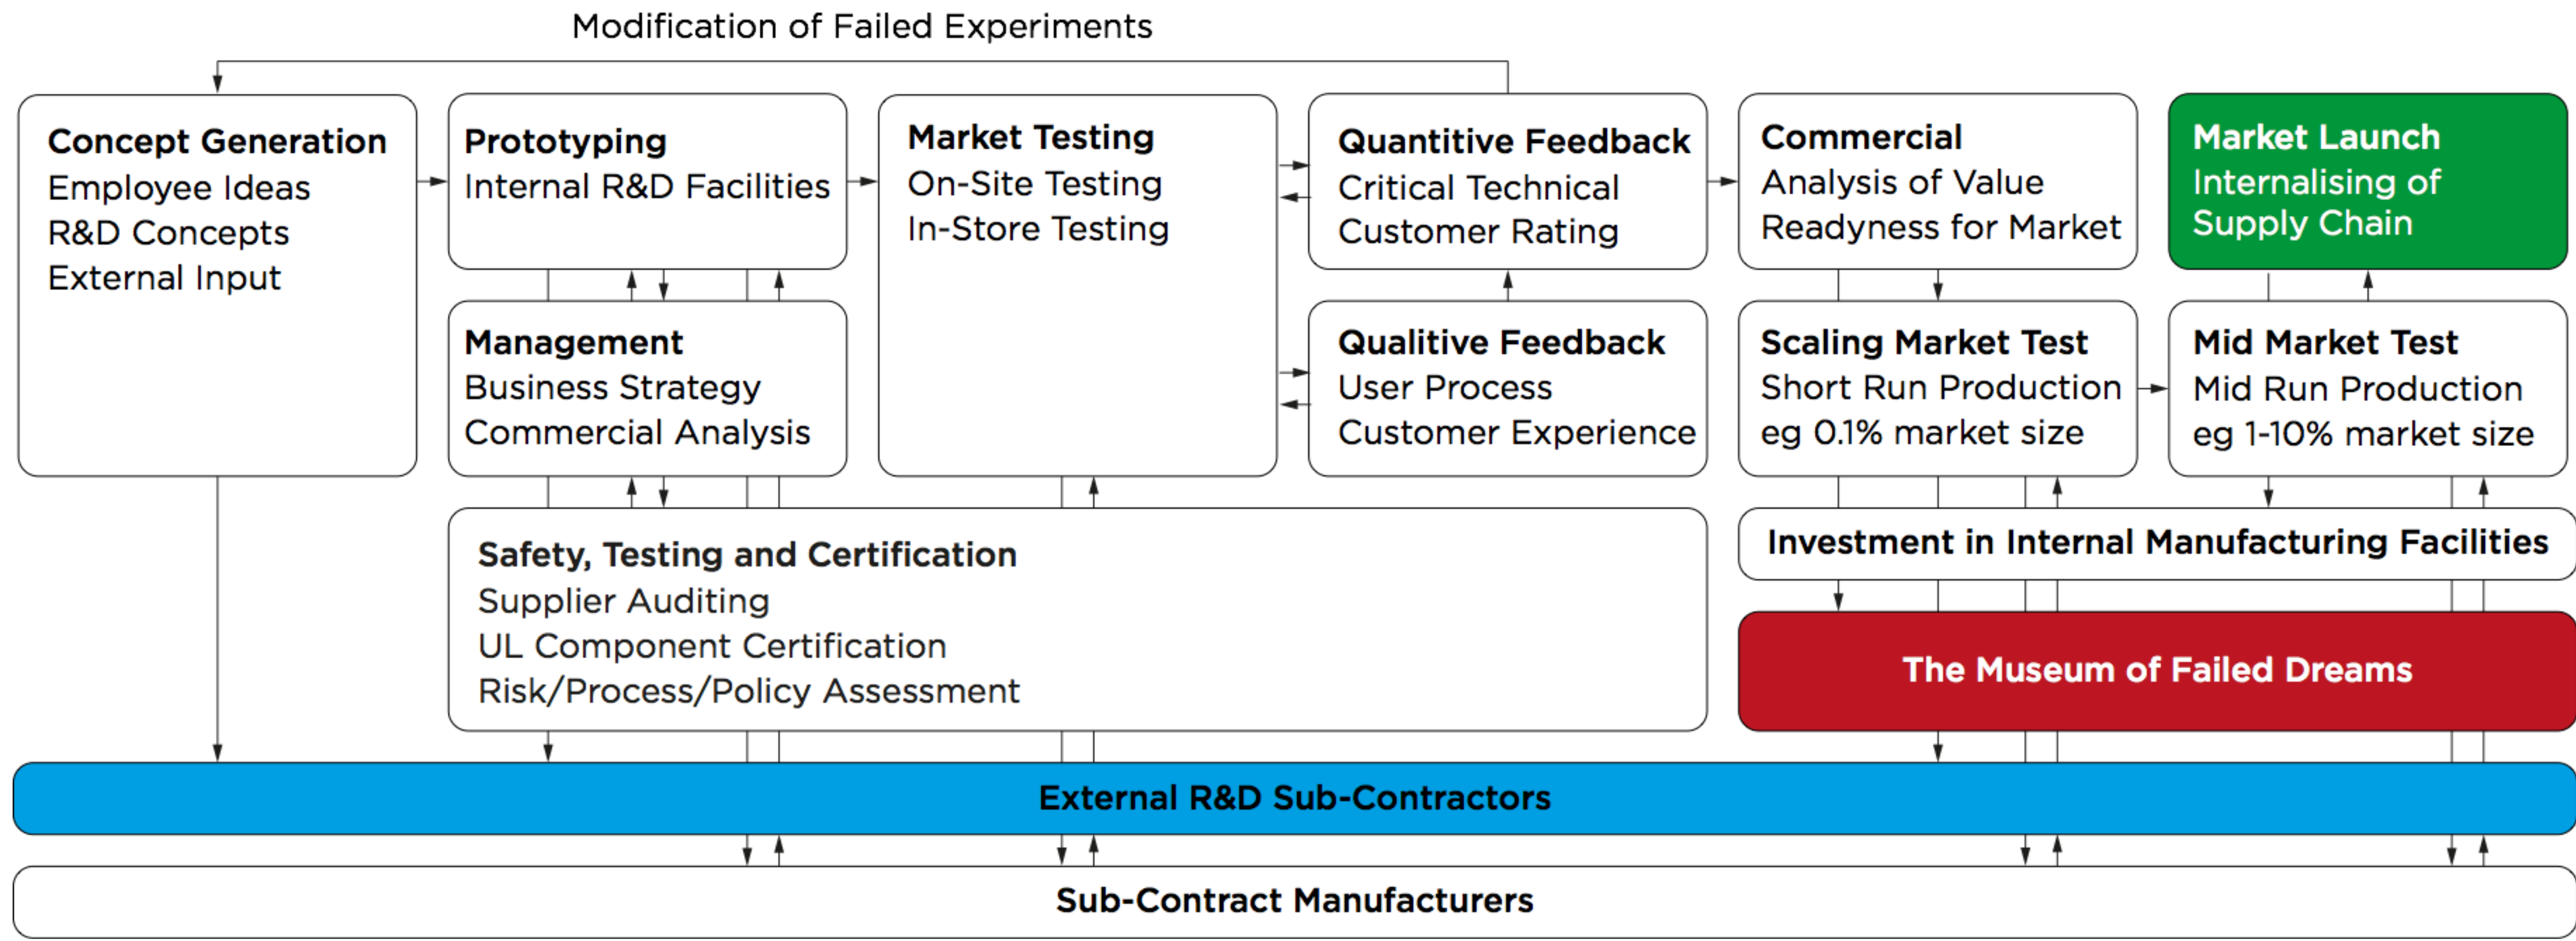 Modification of Failed Experiments
Concept Generation
Employee Ideas
R&D Concepts
External Input
Prototyping
Internal R&D Facilities
Management
Business Strategy
Commercial Analysis
Market Testing
On-Site Testing
In-Store Testing
Quantitive Feedback
Critical Technical
Customer Rating
Qualitive Feedback
User Process
Customer Experience
Commercial
Analysis of Value
Readyness for Market
Market Launch
Internalising of
Supply Chain
Scaling Market Test
Short Run Production
eg 0.1% market size
Mid Market Test
Mid Run Production
eg 1-10% market size
Safety, Testing and Certification
Supplier Auditing
UL Component Certification
Risk/Process/Policy Assessment
Investment in Internal Manufacturing Facilities
The Museum of Failed Dreams
External R&D Sub-Contractors
Sub-Contract Manufacturers